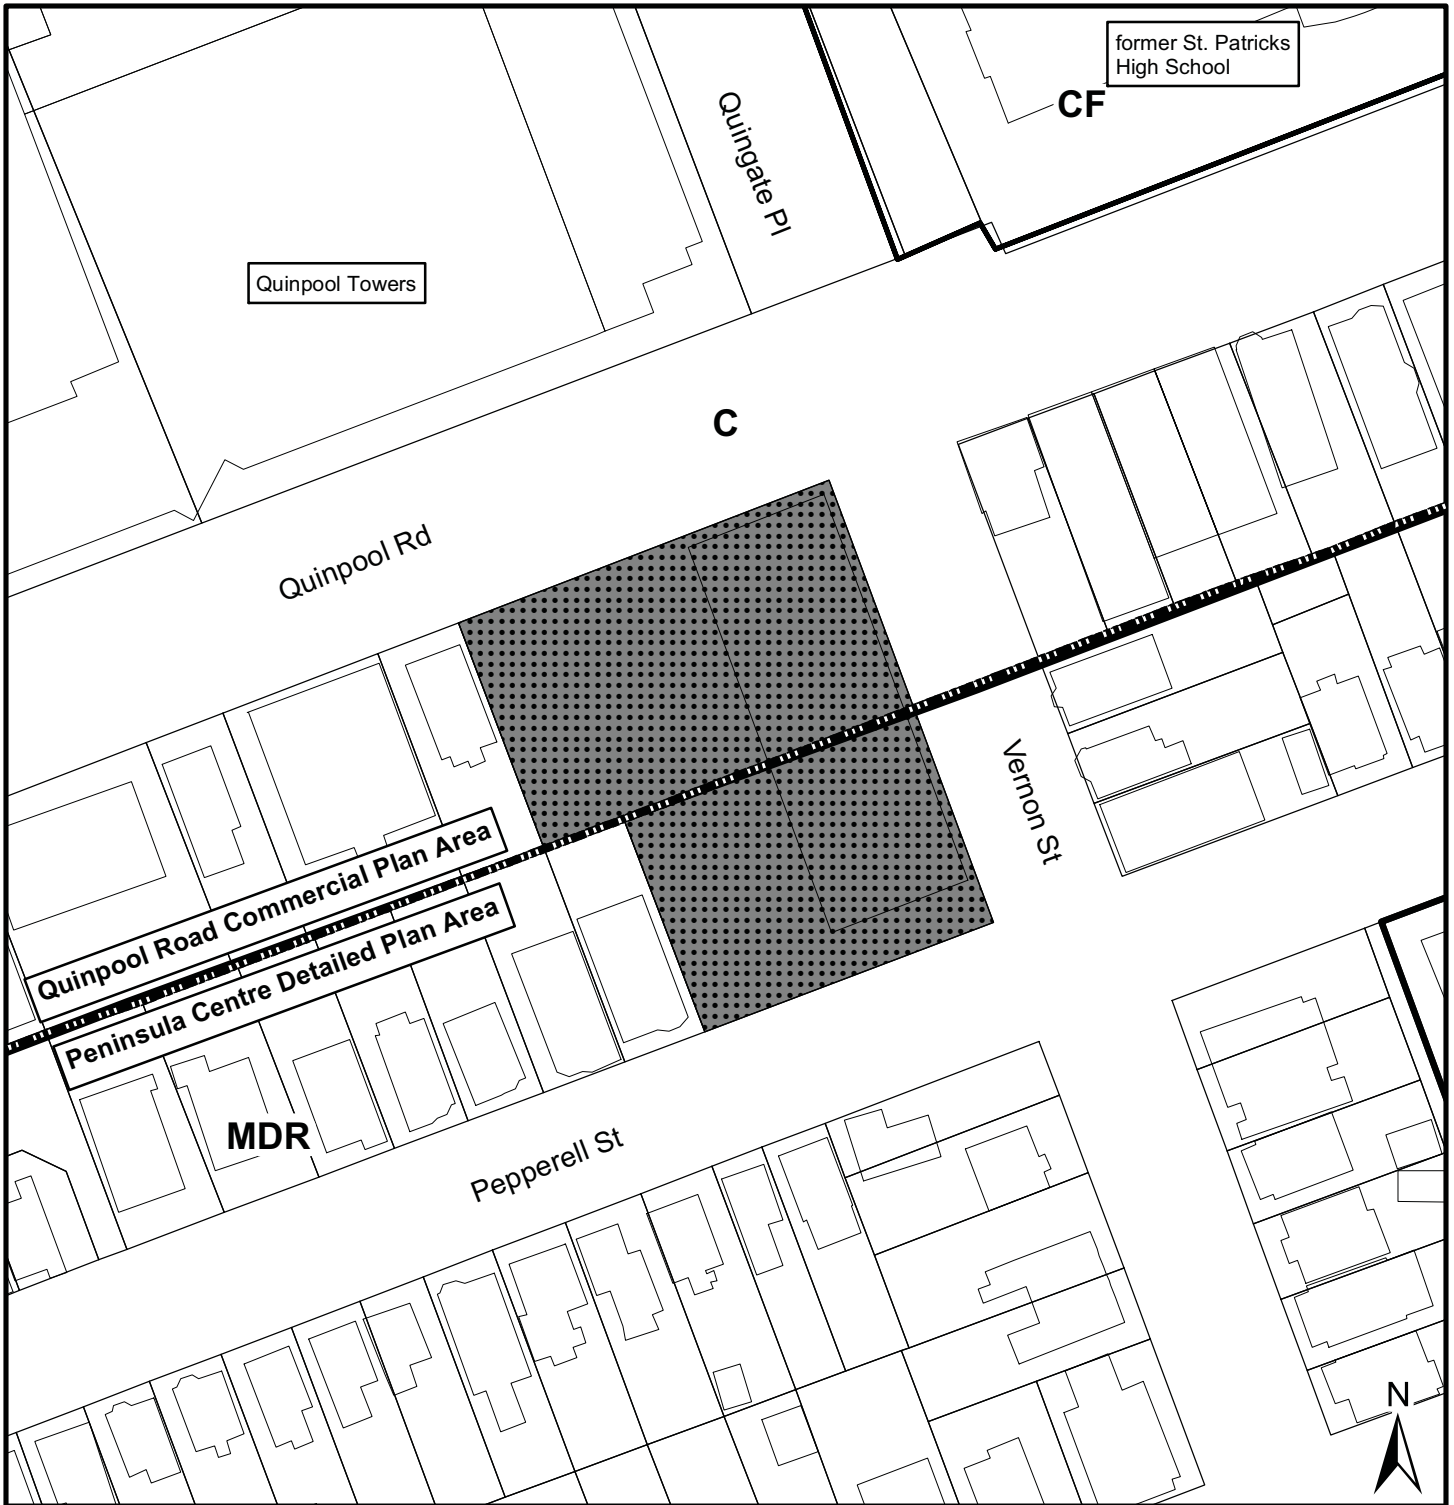 former St. Patricks
High School
CF
Quingate Pl
Quinpool Towers
C
Quinpool Rd
Vernon St
Quinpool Road Commercial Plan Area
Peninsula Centre Detailed Plan Area
MDR
Pepperell St
N